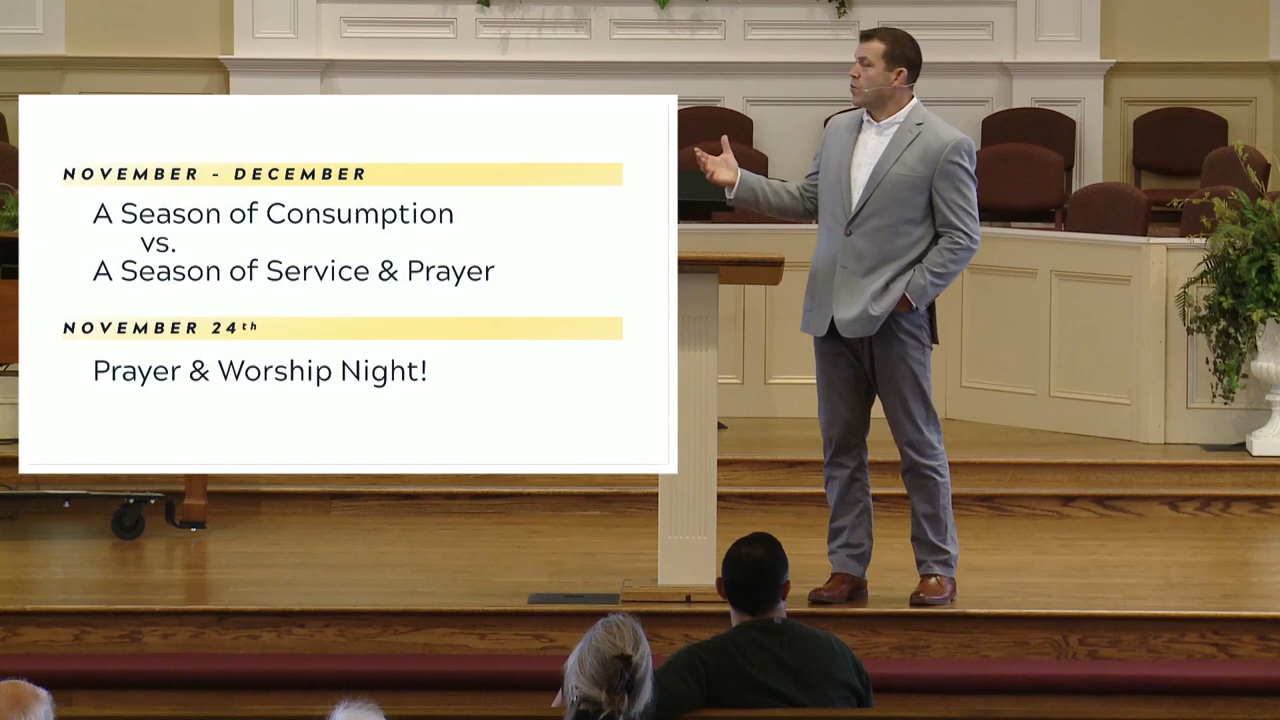 NOVEMBER - DECEMBER
A Season of Consumption
vs.
A Season of Service & Prayer
NOVEMBER 24th
Prayer & Worship Night!